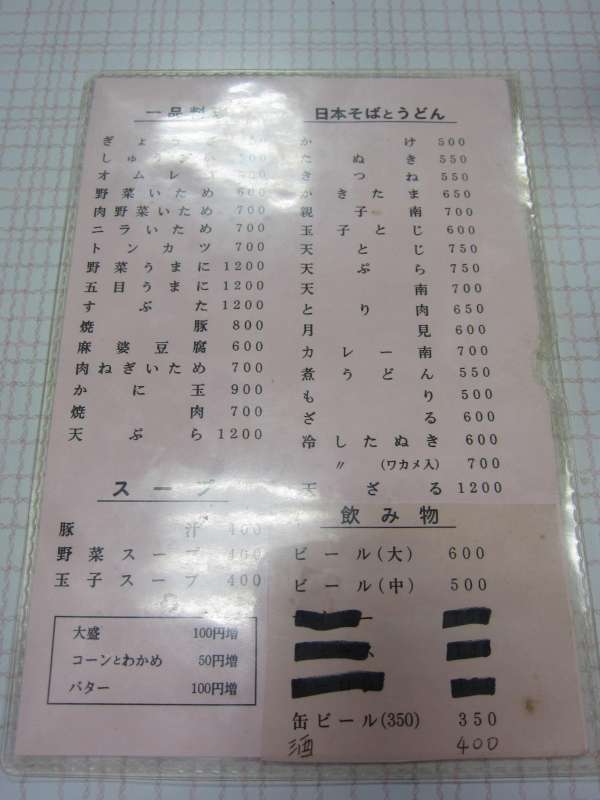 一品料
ぎょ
しゅう 700
オムレ
野菜いため 600
肉野菜いため 700
ニラいため 700
トンカツ 700
野菜うまに 1200
五目うまに 1200
すぶた 1200
焼豚 800
麻婆豆腐 600
肉ねぎいため 700
かに玉 900
焼肉 700
天ぷら 1200
スープ
豚汁 400
野菜スープ 400
玉子スープ 400
大盛 100円増
コーンとわかめ 50円増
バター 100円増
日本そばとうどん
かけ 500
たぬき 550
きつね 550
かきたま 650
親子南 700
玉子とじ 600
天とじ 750
天ぷら 750
天南 700
とり肉 650
月見 600
カレー南 700
煮うどん 550
もり 500
ざる 600
冷したぬき 600
〃 (ワカメ入) 700
天ざる 1200
飲み物
ビール(大) 600
ビール(中) 500
缶ビール(350) 350
酒 400